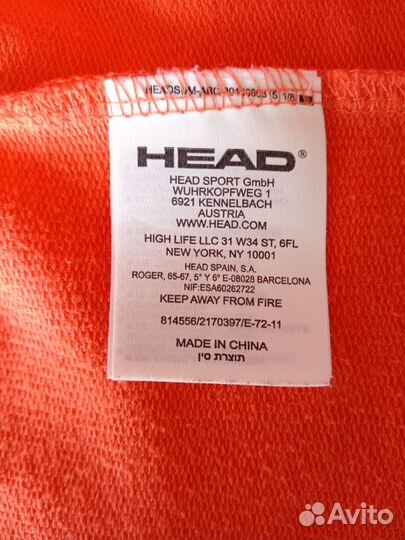 HEAD®
HEAD SPORT GmbH
WUHRKOPFWEG 1
6921 KENNELBACH
AUSTRIA
WWW.HEAD.COM
HIGH LIFE LLC 31 W34 ST, 6FL
NEW YORK, NY 10001
HEAD SPAIN, S.A.
ROGER, 65-67, 5° Y 6º E-08028 BARCELONA
NIF:ESA60262722
KEEP AWAY FROM FIRE
814556/2170397/E-72-11
MADE IN CHINA
תוצרת סין
Avito